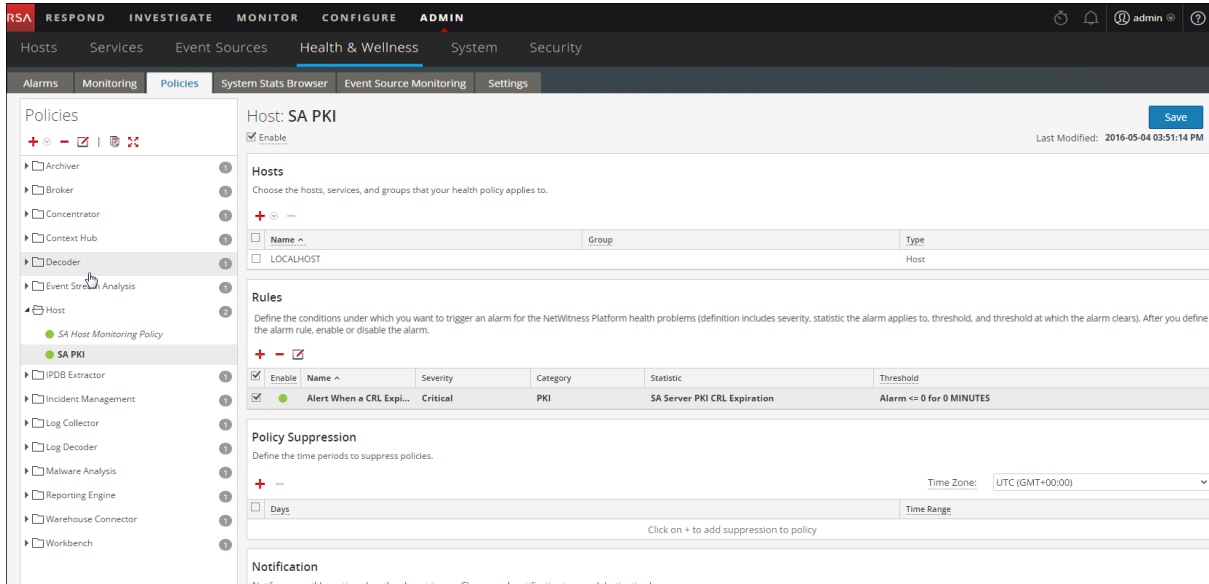 RSA RESPOND INVESTIGATE MONITOR CONFIGURE ADMIN admin
Hosts Services Event Sources Health & Wellness System Security
Alarms Monitoring Policies System Stats Browser Event Source Monitoring Settings
Policies
Archiver 1
Broker 1
Concentrator 1
Context Hub 1
Decoder 1
Event Stream Analysis 1
Host 2
SA Host Monitoring Policy
SA PKI
IPDB Extractor 1
Incident Management 1
Log Collector 1
Log Decoder 1
Malware Analysis 1
Reporting Engine 1
Warehouse Connector 1
Workbench 1
Host: SA PKI
Save
Enable
Last Modified: 2016-05-04 03:51:14 PM
Hosts
Choose the hosts, services, and groups that your health policy applies to.
Name Group Type
LOCALHOST Host
Rules
Define the conditions under which you want to trigger an alarm for the NetWitness Platform health problems (definition includes severity, statistic the alarm applies to, threshold, and threshold at which the alarm clears). After you define
the alarm rule, enable or disable the alarm.
Enable Name Severity Category Statistic Threshold
Alert When a CRL Expi... Critical PKI SA Server PKI CRL Expiration Alarm <= 0 for 0 MINUTES
Policy Suppression
Define the time periods to suppress policies.
Time Zone: UTC (GMT+00:00)
Days Time Range
Click on + to add suppression to policy
Notification